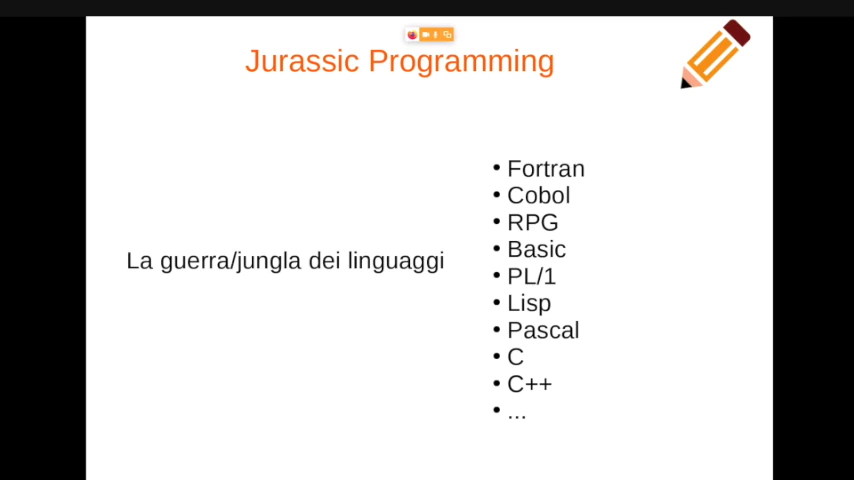 Jurassic Programming
La guerra/jungla dei linguaggi
• Fortran
• Cobol
• RPG
• Basic
• PL/1
• Lisp
• Pascal
• C
• C++
• ...